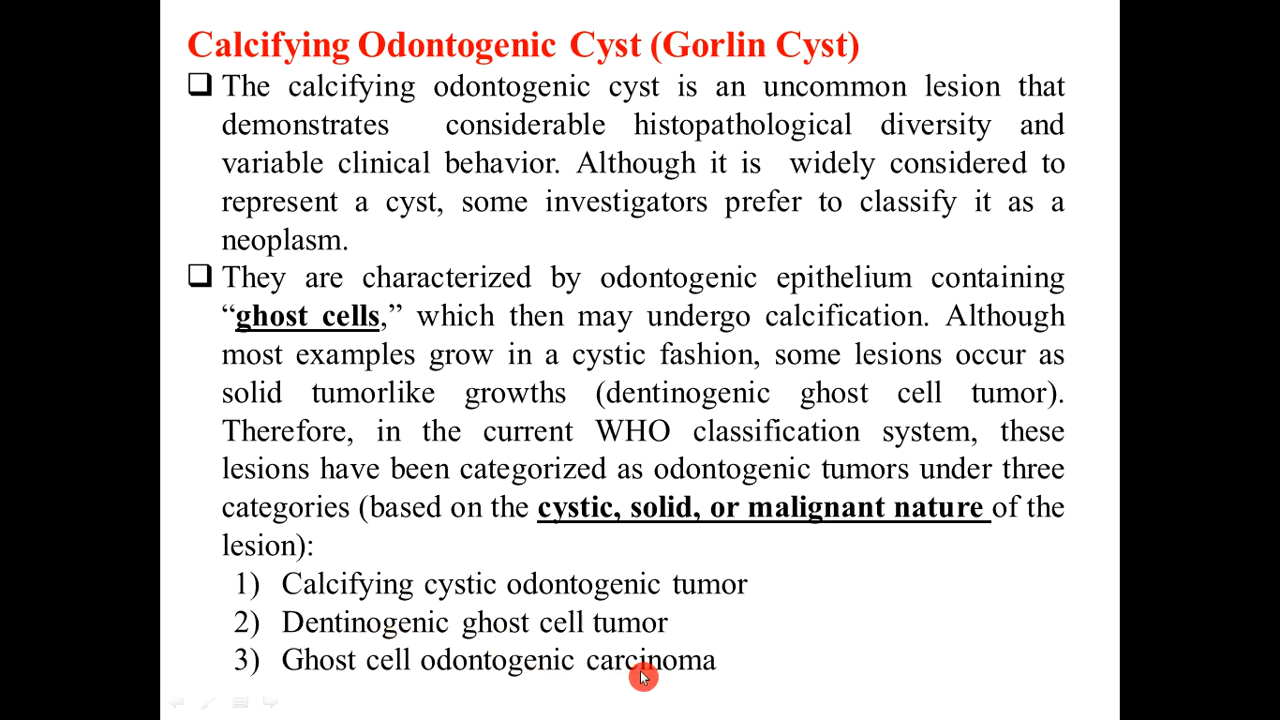 Calcifying Odontogenic Cyst (Gorlin Cyst)
The calcifying odontogenic cyst is an uncommon lesion that
demonstrates considerable histopathological diversity and
variable clinical behavior. Although it is widely considered to
represent a cyst, some investigators prefer to classify it as a
neoplasm.
They are characterized by odontogenic epithelium containing
“ghost cells,” which then may undergo calcification. Although
most examples grow in a cystic fashion, some lesions occur as
solid tumorlike growths (dentinogenic ghost cell tumor).
Therefore, in the current WHO classification system, these
lesions have been categorized as odontogenic tumors under three
categories (based on the cystic, solid, or malignant nature of the
lesion):
1) Calcifying cystic odontogenic tumor
2) Dentinogenic ghost cell tumor
3) Ghost cell odontogenic carcinoma